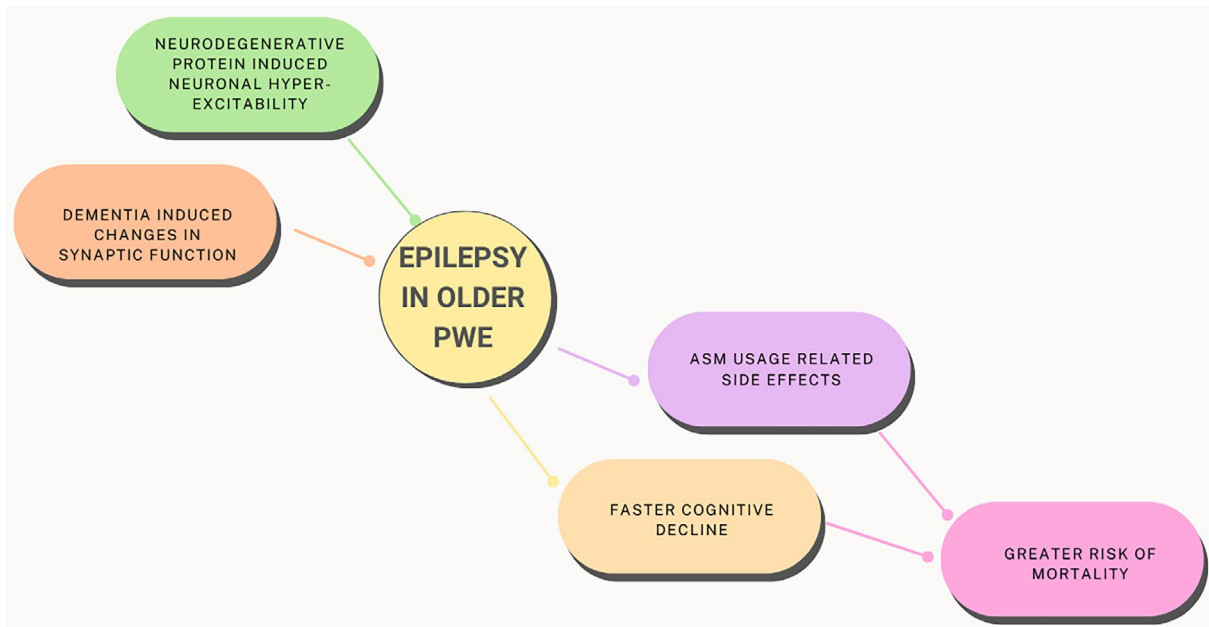 NEURODEGENERATIVE
PROTEIN INDUCED
NEURONAL HYPER-
EXCITABILITY
DEMENTIA INDUCED
CHANGES IN
SYNAPTIC FUNCTION
EPILEPSY
IN OLDER
PWE
ASM USAGE RELATED
SIDE EFFECTS
FASTER COGNITIVE
DECLINE
GREATER RISK OF
MORTALITY